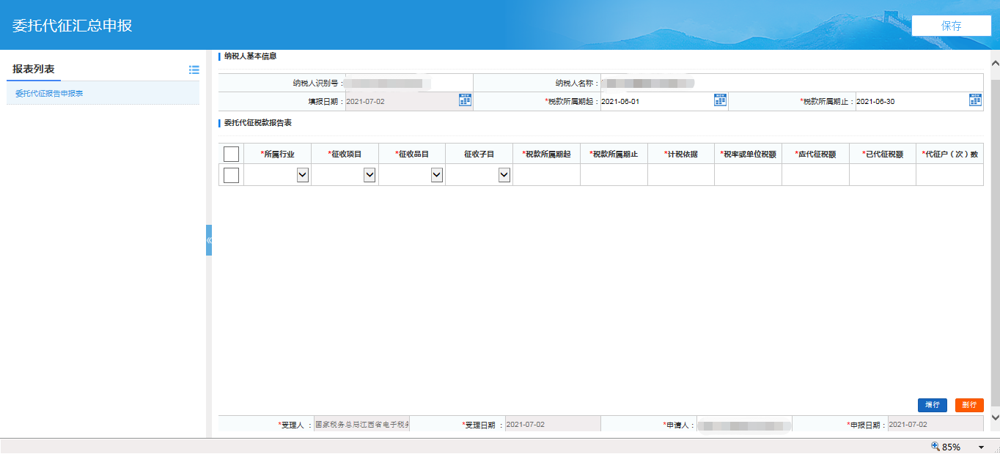 委托代征汇总申报
保存
报表列表
委托代征报告申报表
纳税人基本信息
纳税人识别号：
纳税人名称：
填报日期： 2021-07-02
*税款所属期起： 2021-06-01
*税款所属期止： 2021-06-30
委托代征税款报告表
*所属行业 *征收项目 *征收品目 征收子目 *税款所属期起 *税款所属期止 *计税依据 *税率或单位税额 *应代征税额 *已代征税额 *代征户（次）数
增行 删行
*受理人 ： 国家税务总局江西省电子税务
*受理日期 ： 2021-07-02
*申请人：
*申报日期： 2021-07-02
85%